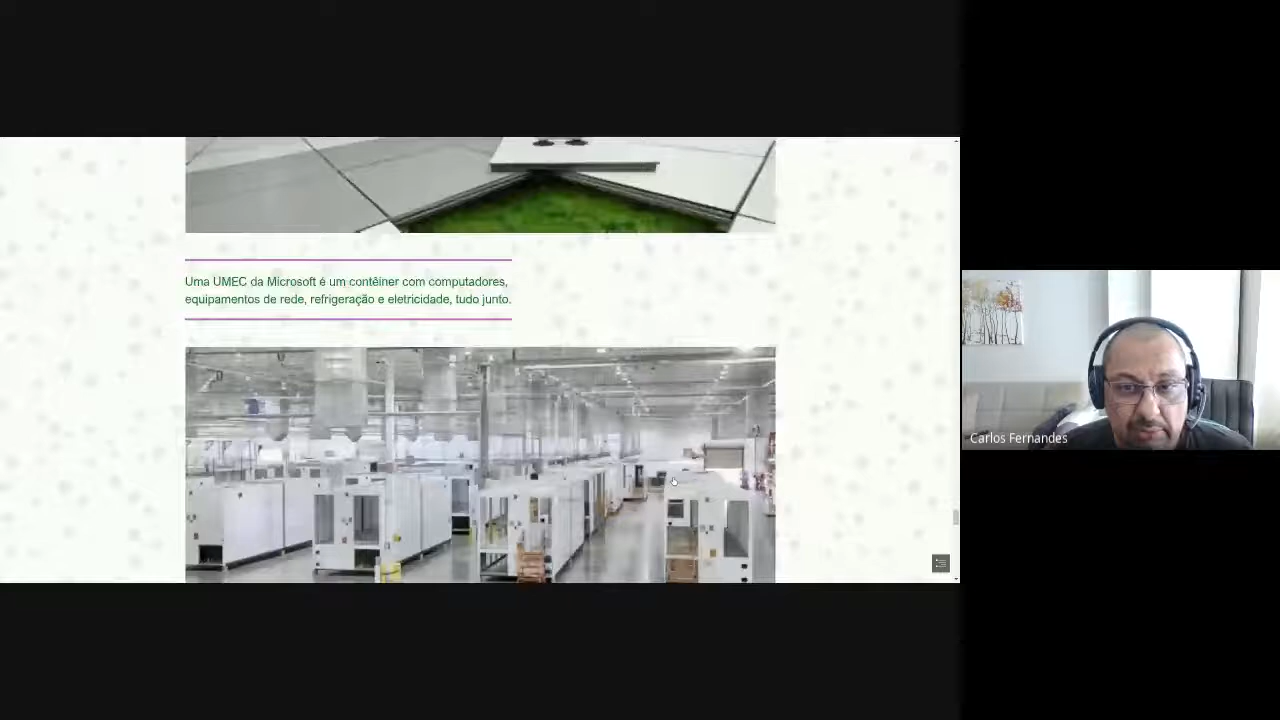 Uma UMEC da Microsoft é um contêiner com computadores,
equipamentos de rede, refrigeração e eletricidade, tudo junto.
Carlos Fernandes